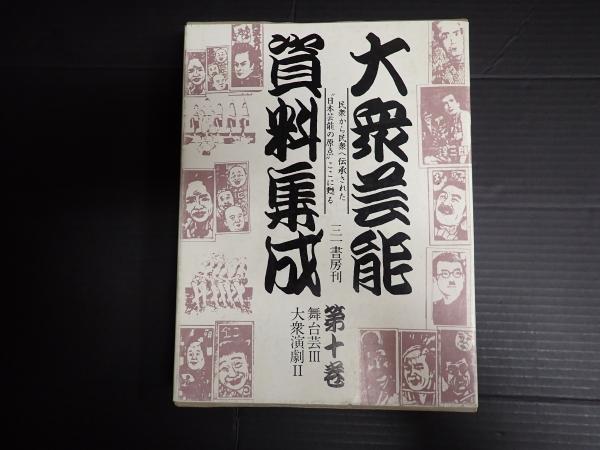 大衆芸能
資料集成
民衆から民衆へ伝承された
“日本芸能の原点”ここに甦る
三一書房刊
第十巻
舞台芸III
大衆演劇II